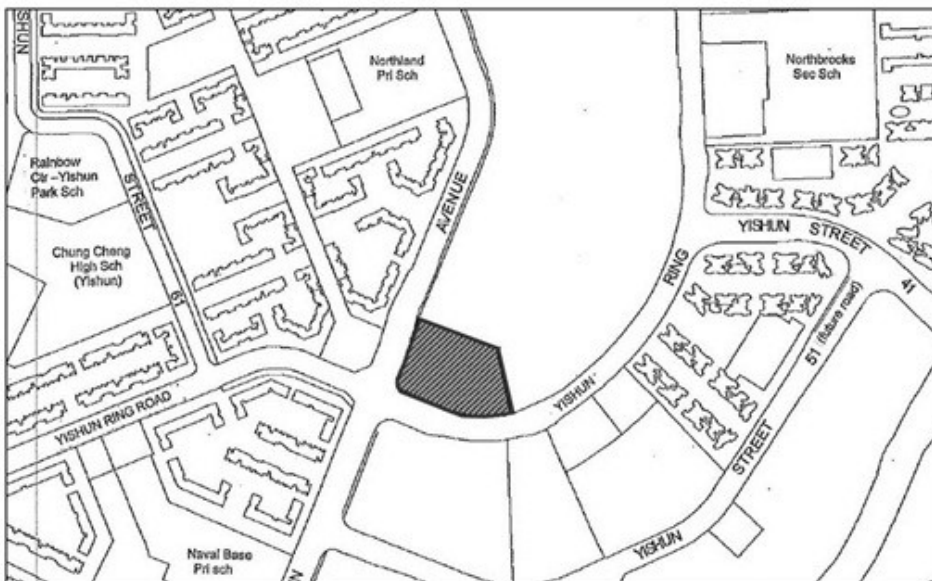 ISHUN
STREET
61
Northland
Pri Sch
Northbrooks
Sec Sch
Rainbow
Ctr –Yishun
Park Sch
Chung Cheng
High Sch
(Yishun)
AVENUE
RING
YISHUN STREET
41
51 (future road)
YISHUN
YISHUN RING ROAD
STREET
YISHUN
Naval Base
Pri sch